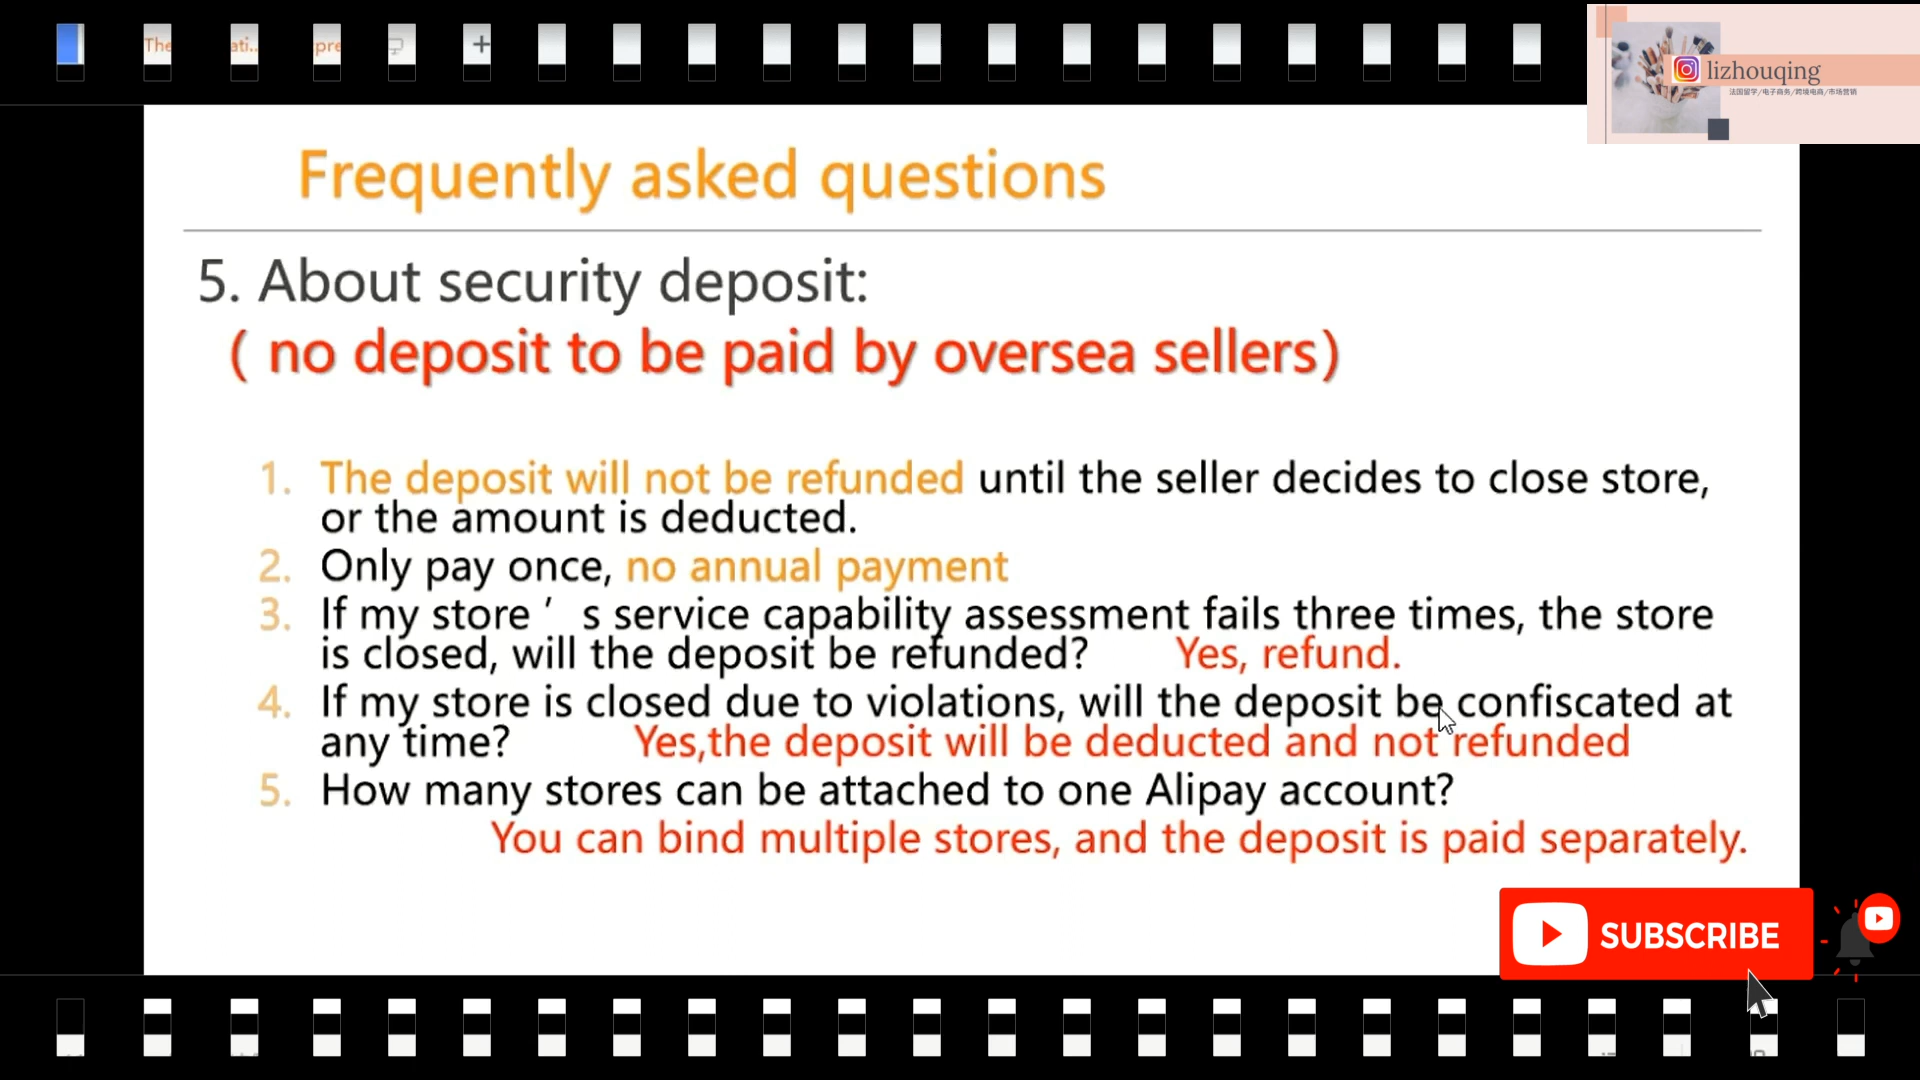 The
ati..
pre
+
lizhouqing
法国留学/电子商务/跨境电商/市场营销
Frequently asked questions
5. About security deposit:
( no deposit to be paid by oversea sellers)
1. The deposit will not be refunded until the seller decides to close store,
or the amount is deducted.
2. Only pay once, no annual payment
3. If my store ' s service capability assessment fails three times, the store
is closed, will the deposit be refunded? Yes, refund.
4. If my store is closed due to violations, will the deposit be confiscated at
any time? Yes,the deposit will be deducted and not refunded
5. How many stores can be attached to one Alipay account?
You can bind multiple stores, and the deposit is paid separately.
SUBSCRIBE